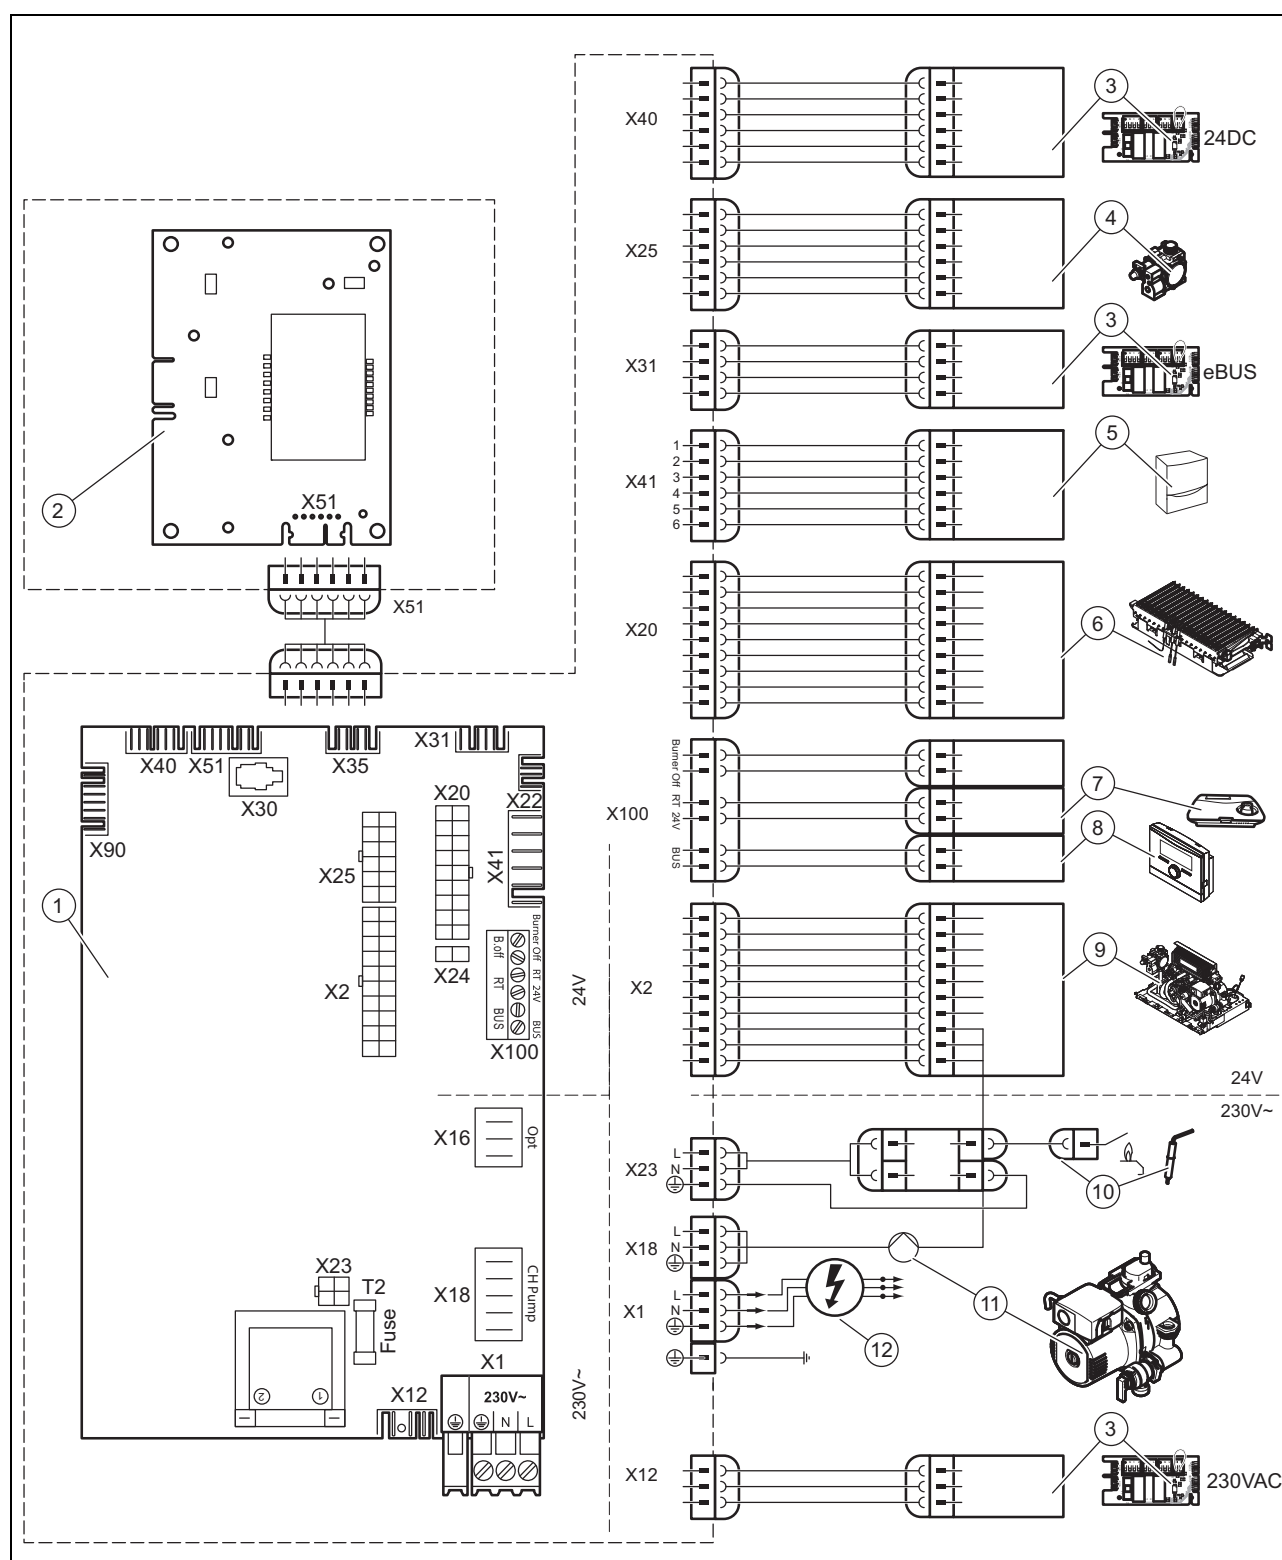 X40
3
24DC
X25
4
X31
3
eBUS
X41
1
2
3
4
5
6
5
X51
2
X51
X20
6
X40
X51
X35
X31
X30
X90
X20
X22
X25
X41
X100
Burner Off
RT 24V
BUS
7
8
1
X2
X24
B.off
RT
BUS
Burner Off
RT 24V
BUS
X100
24V
X2
9
24V
230V~
X16
Opt
X23
L
N
10
X18
L
N
11
X23
T2
Fuse
X18
CH Pump
X1
L
N
12
2
1
X12
X1
230V~
N
L
230V~
X12
3
230VAC